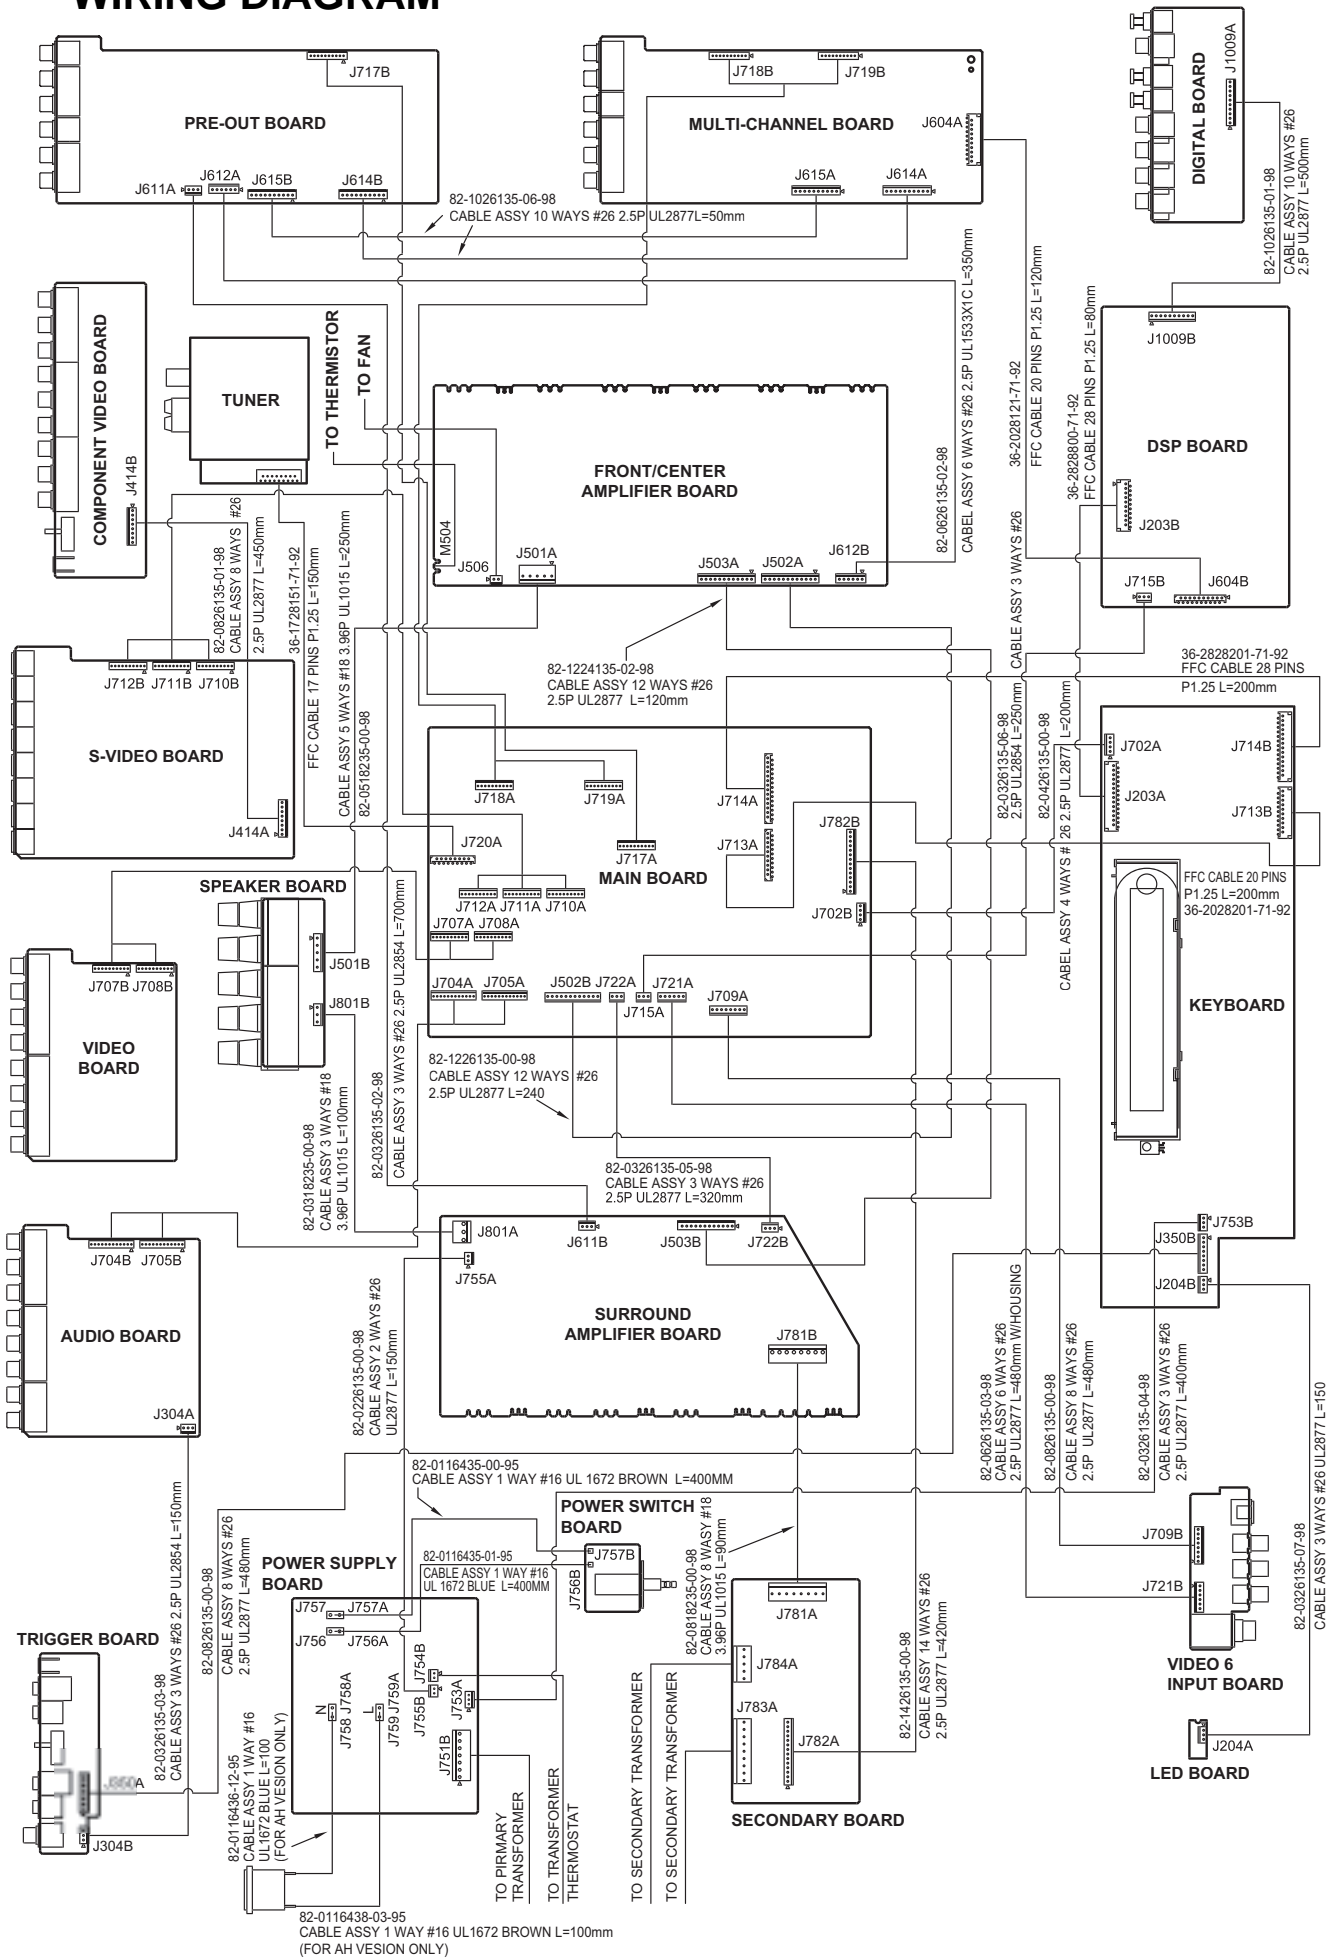 WIRING DIAGRAM
J717B
PRE-OUT BOARD
J611A
J612A
J615B
J614B
J718B
J719B
MULTI-CHANNEL BOARD
J604A
J615A
J614A
82-1026135-06-98
CABLE ASSY 10 WAYS #26 2.5P UL2877L=50mm
J1009A
DIGITAL BOARD
82-1026135-01-98
CABLE ASSY 10 WAYS #26
2.5P UL2877 L=500mm
COMPONENT VIDEO BOARD
J414B
TUNER
TO THERMISTOR
TO FAN
FRONT/CENTER
AMPLIFIER BOARD
M504
J506
J501A
J503A
J502A
J612B
82-0626135-02-98
CABEL ASSY 6 WAYS #26 2.5P UL1533X1C L=350mm
36-2028121-71-92
FFC CABLE 20 PINS P1.25 L=120mm
36-2828800-71-92
FFC CABLE 28 PINS P1.25 L=80mm
J1009B
DSP BOARD
J203B
J715B
J604B
82-0826135-01-98
CABLE ASSY 8 WAYS #26
2.5P UL2877 L=450mm
36-1728151-71-92
FFC CABLE 17 PINS P1.25 L=150mm
CABLE ASSY 5 WAYS #18 3.96P UL1015 L=250mm
82-0518235-00-98
82-1224135-02-98
CABLE ASSY 12 WAYS #26
2.5P UL2877 L=120mm
82-0326135-06-98
CABLE ASSY 3 WAYS #26
2.5P UL2854 L=250mm
82-0426135-00-98
CABEL ASSY 4 WAYS # 26 2.5P UL2877 L=200mm
36-2828201-71-92
FFC CABLE 28 PINS
P1.25 L=200mm
J712B
J711B
J710B
S-VIDEO BOARD
J414A
J718A
J719A
J714A
J720A
J717A
J713A
J782B
MAIN BOARD
J712A
J711A
J710A
J707A
J708A
J702B
J704A
J705A
J502B
J722A
J715A
J721A
J709A
J702A
J714B
J203A
J713B
FFC CABLE 20 PINS
P1.25 L=200mm
36-2028201-71-92
KEYBOARD
J753B
J350B
J204B
SPEAKER BOARD
J501B
J801B
J707B
J708B
VIDEO
BOARD
82-0318235-00-98
CABLE ASSY 3 WAYS #18
3.96P UL1015 L=100mm
82-0326135-02-98
CABLE ASSY 3 WAYS #26 2.5P UL2854 L=700mm
82-1226135-00-98
CABLE ASSY 12 WAYS #26
2.5P UL2877 L=240
82-0326135-05-98
CABLE ASSY 3 WAYS #26
2.5P UL2877 L=320mm
J704B
J705B
AUDIO BOARD
J304A
J801A
J755A
J611B
J503B
J722B
SURROUND
AMPLIFIER BOARD
J781B
82-0226135-00-98
CABLE ASSY 2 WAYS #26
UL2877 L=150mm
82-0626135-03-98
CABLE ASSY 6 WAYS #26
2.5P UL2877 L=480mm W/HOUSING
82-0826135-00-98
CABLE ASSY 8 WAYS #26
2.5P UL2877 L=480mm
82-0326135-04-98
CABLE ASSY 3 WAYS #26
2.5P UL2877 L=400mm
82-0116435-00-95
CABLE ASSY 1 WAY #16 UL 1672 BROWN L=400MM
POWER SWITCH
BOARD
J757B
J756B
82-0116435-01-95
CABLE ASSY 1 WAY #16
UL 1672 BLUE L=400MM
POWER SUPPLY
BOARD
J757
J757A
J756
J756A
N
J758 J758A
L
J759 J759A
J754B
J755B
J753A
J751B
82-0818235-00-98
CABLE ASSY 8 WASY #18
3.96P UL1015 L=90mm
J781A
J784A
J783A
J782A
SECONDARY BOARD
82-1426135-00-98
CABLE ASSY 14 WAYS #26
2.5P UL2877 L=420mm
J709B
J721B
VIDEO 6
INPUT BOARD
82-0326135-07-98
CABLE ASSY 3 WAYS #26 UL2877 L=150
J204A
LED BOARD
TRIGGER BOARD
J350A
J304B
82-0326135-03-98
CABLE ASSY 3 WAYS #26 2.5P UL2854 L=150mm
82-0826135-00-98
CABLE ASSY 8 WAYS #26
2.5P UL2877 L=480mm
82-0116436-12-95
CABLE ASSY 1 WAY #16
UL1672 BLUE L=100
(FOR AH VESION ONLY)
TO PIRMARY
TRANSFORMER
TO TRANSFORMER
THERMOSTAT
TO SECONDARY TRANSFORMER
TO SECONDARY TRANSFORMER
82-0116438-03-95
CABLE ASSY 1 WAY #16 UL1672 BROWN L=100mm
(FOR AH VESION ONLY)